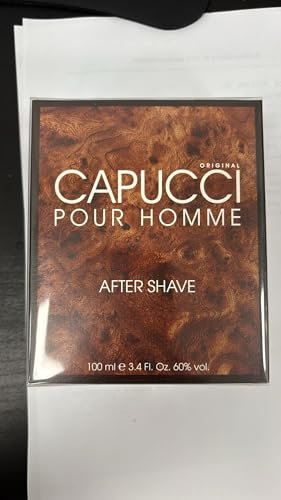 ORIGINAL
CAPUCCI
POUR HOMME
AFTER SHAVE
100 ml ℮ 3.4 Fl. Oz. 60% vol.